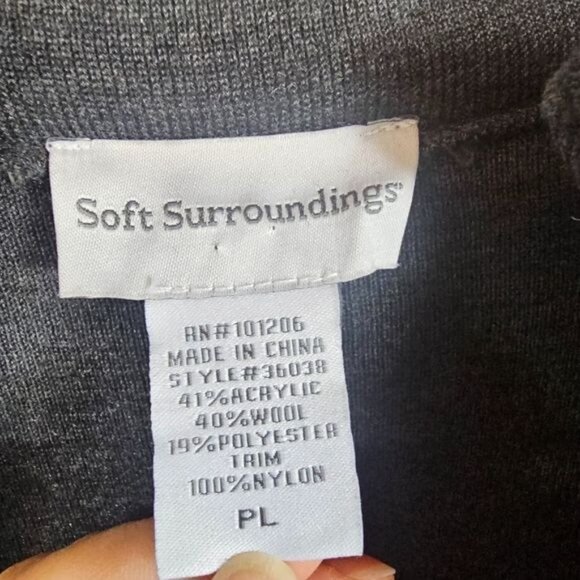 Soft Surroundings
RN#101206
MADE IN CHINA
STYLE#36038
41%ACRYLIC
40%WOOL
19%POLYESTER
TRIM
100%NYLON
PL